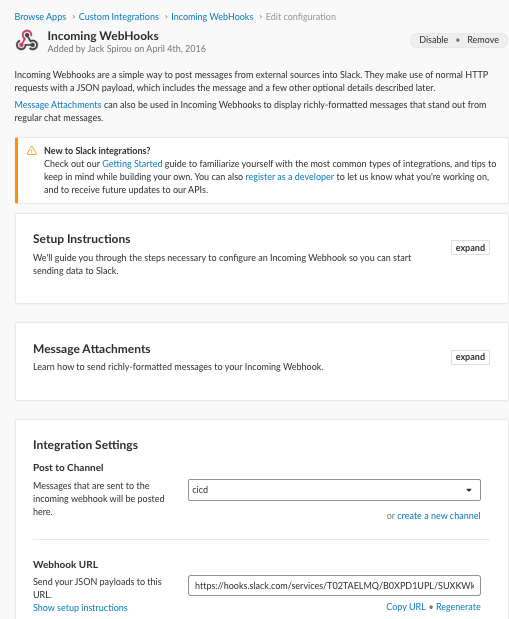 Browse Apps › Custom Integrations › Incoming WebHooks › Edit configuration
Incoming WebHooks
Added by Jack Spirou on April 4th, 2016
Disable • Remove
Incoming Webhooks are a simple way to post messages from external sources into Slack. They make use of normal HTTP
requests with a JSON payload, which includes the message and a few other optional details described later.
Message Attachments can also be used in Incoming Webhooks to display richly-formatted messages that stand out from
regular chat messages.
New to Slack integrations?
Check out our Getting Started guide to familiarize yourself with the most common types of integrations, and tips to
keep in mind while building your own. You can also register as a developer to let us know what you're working on,
and to receive future updates to our APIs.
Setup Instructions
expand
We'll guide you through the steps necessary to configure an Incoming Webhook so you can start
sending data to Slack.
Message Attachments
expand
Learn how to send richly-formatted messages to your Incoming Webhook.
Integration Settings
Post to Channel
Messages that are sent to the
incoming webhook will be posted
here.
cicd
or create a new channel
Webhook URL
Send your JSON payloads to this
URL.
Show setup instructions
https://hooks.slack.com/services/T02TAELMQ/B0XPD1UPL/SUXKWk
Copy URL • Regenerate